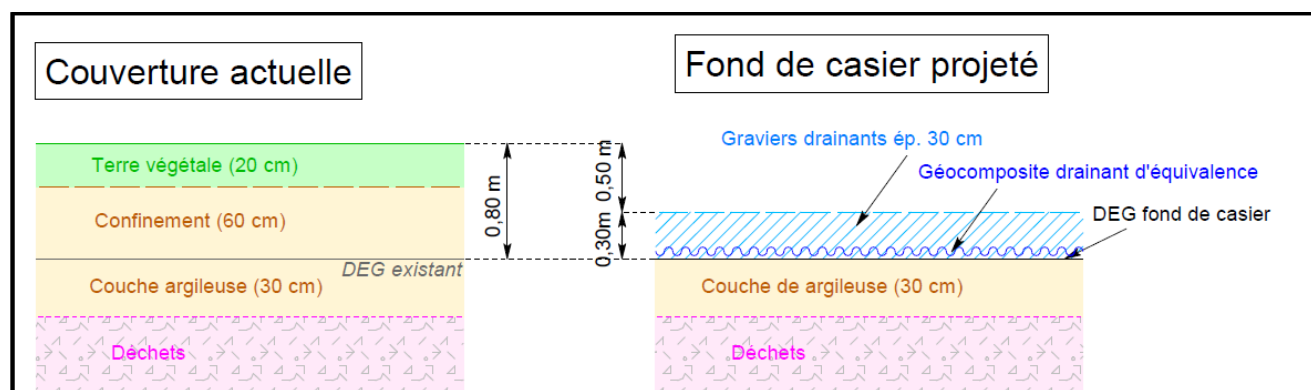 Couverture actuelle
Fond de casier projeté
Terre végétale (20 cm)
Confinement (60 cm)
DEG existant
Couche argileuse (30 cm)
Déchets
0,80 m
0,50 m
0,30m
Graviers drainants ép. 30 cm
Géocomposite drainant d'équivalence
DEG fond de casier
Couche de argileuse (30 cm)
Déchets